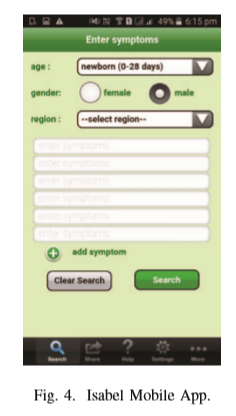 49% 6:15 pm
Enter symptoms
age : newborn (0-28 days)
gender: female male
region : --select region--
enter symptoms
enter symptoms
enter symptoms
enter symptoms
enter symptoms
enter symptoms
add symptom
Clear Search Search
Search Share Help Settings More
Fig. 4. Isabel Mobile App.